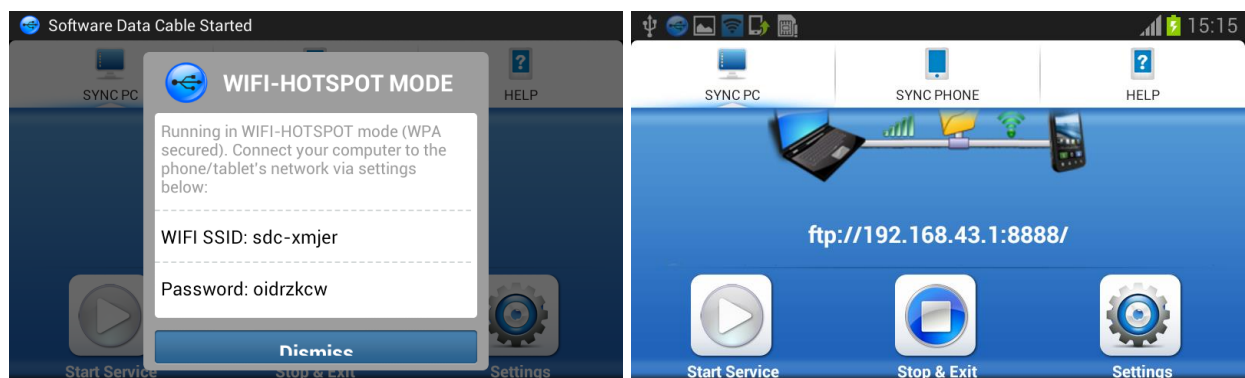 Software Data Cable Started
SYNC PC
HELP
WIFI-HOTSPOT MODE
Running in WIFI-HOTSPOT mode (WPA
secured). Connect your computer to the
phone/tablet's network via settings
below:
WIFI SSID: sdc-xmjer
Password: oidrzkcw
Dismiss
Start Service
Stop & Exit
Settings
15:15
SYNC PC
SYNC PHONE
HELP
ftp://192.168.43.1:8888/
Start Service
Stop & Exit
Settings